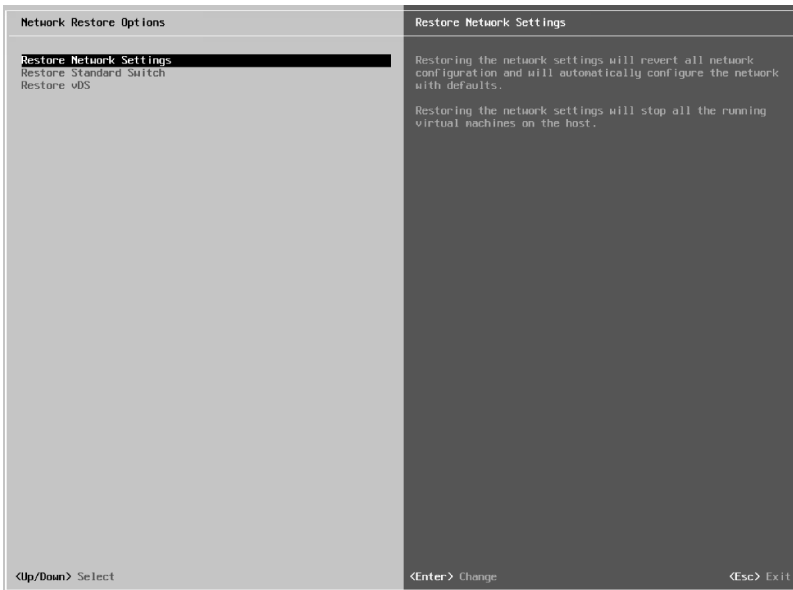 Network Restore Options
Restore Network Settings
Restore Standard Switch
Restore vDS
<Up/Down> Select
Restore Network Settings
Restoring the network settings will revert all network
configuration and will automatically configure the network
with defaults.
Restoring the network settings will stop all the running
virtual machines on the host.
<Enter> Change
<Esc> Exit